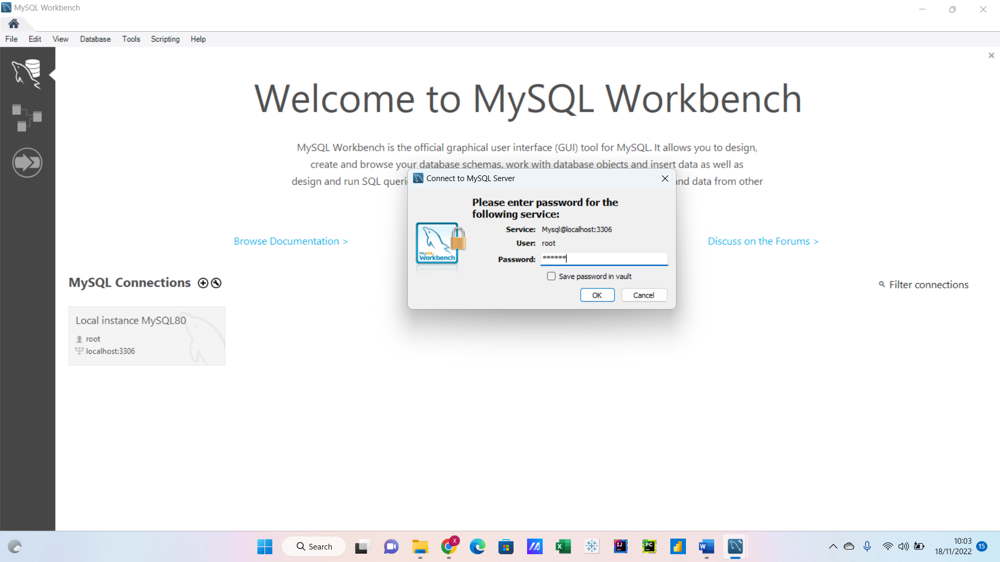 MySQL Workbench
File Edit View Database Tools Scripting Help
Welcome to MySQL Workbench
MySQL Workbench is the official graphical user interface (GUI) tool for MySQL. It allows you to design,
create and browse your database schemas, work with database objects and insert data as well as
design and run SQL queri
nd data from other
Connect to MySQL Server
Please enter password for the
following service:
Service: Mysql@localhost:3306
User: root
Password: ******
Save password in vault
OK Cancel
MySQL
Workbench
Browse Documentation >
Discuss on the Forums >
MySQL Connections
Filter connections
Local instance MySQL80
root
localhost:3306
Search
X
IJ
PC
W
10:03
18/11/2022
15